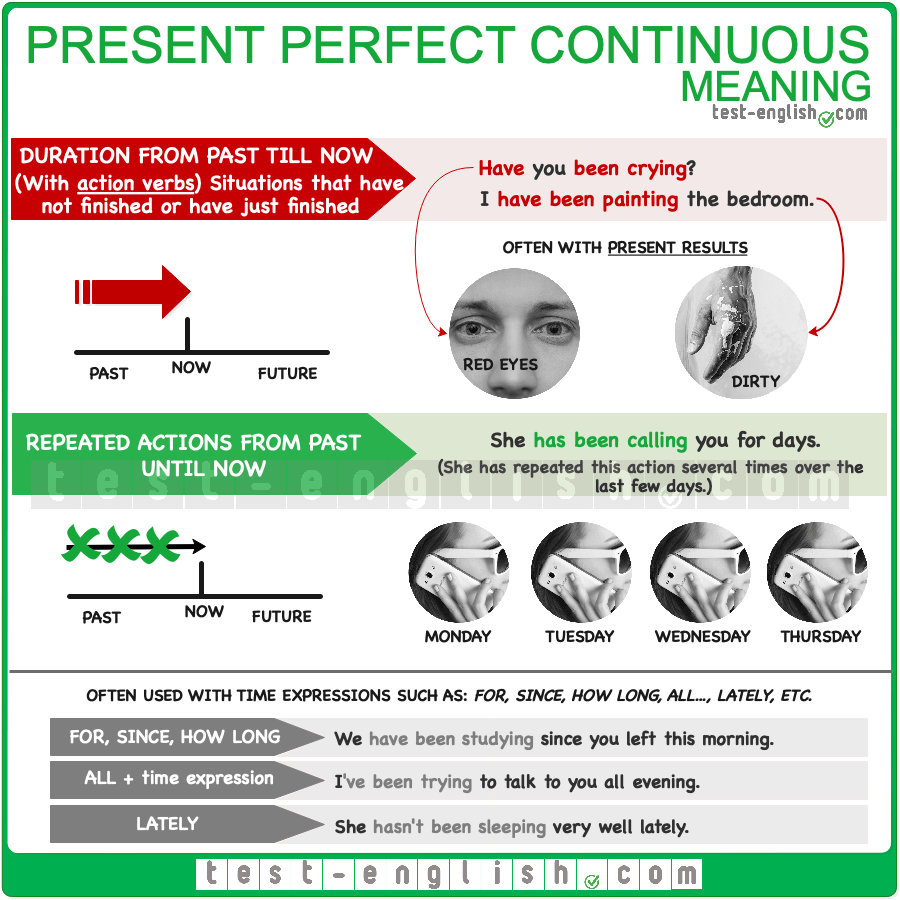 PRESENT PERFECT CONTINUOUS
MEANING
test-english.com
DURATION FROM PAST TILL NOW
(With action verbs) Situations that have
not finished or have just finished
Have you been crying?
I have been painting the bedroom.
OFTEN WITH PRESENT RESULTS
RED EYES
DIRTY
PAST
NOW
FUTURE
REPEATED ACTIONS FROM PAST
UNTIL NOW
She has been calling you for days.
(She has repeated this action several times over the
last few days.)
test-english.com
PAST
NOW
FUTURE
MONDAY
TUESDAY
WEDNESDAY
THURSDAY
OFTEN USED WITH TIME EXPRESSIONS SUCH AS: FOR, SINCE, HOW LONG, ALL..., LATELY, ETC.
FOR, SINCE, HOW LONG
We have been studying since you left this morning.
ALL + time expression
I've been trying to talk to you all evening.
LATELY
She hasn't been sleeping very well lately.
test-english.com